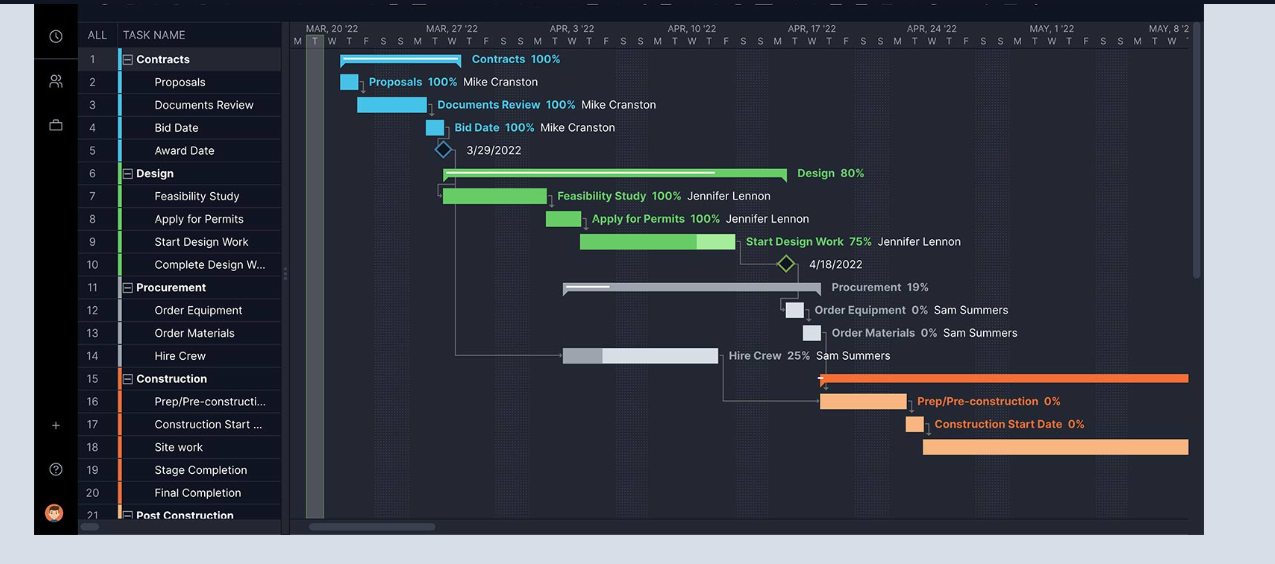 MAR, 20 '22 MAR, 27 '22 APR, 3 '22 APR, 10 '22 APR, 17 '22 APR, 24 '22 MAY, 1 '22 MAY, 8 '2
ALL TASK NAME M T W T F S S M T W T F S S M T W T F S S M T W T F S S M T W T F S S M T W T F S S M T W T F S S M T W
1 Contracts Contracts 100%
2 Proposals Proposals 100% Mike Cranston
3 Documents Review Documents Review 100% Mike Cranston
4 Bid Date Bid Date 100% Mike Cranston
5 Award Date 3/29/2022
6 Design Design 80%
7 Feasibility Study Feasibility Study 100% Jennifer Lennon
8 Apply for Permits Apply for Permits 100% Jennifer Lennon
9 Start Design Work Start Design Work 75% Jennifer Lennon
10 Complete Design W... 4/18/2022
11 Procurement Procurement 19%
12 Order Equipment Order Equipment 0% Sam Summers
13 Order Materials Order Materials 0% Sam Summers
14 Hire Crew Hire Crew 25% Sam Summers
15 Construction
16 Prep/Pre-constructi... Prep/Pre-construction 0%
17 Construction Start ... Construction Start Date 0%
18 Site work
19 Stage Completion
20 Final Completion
21 Post Construction